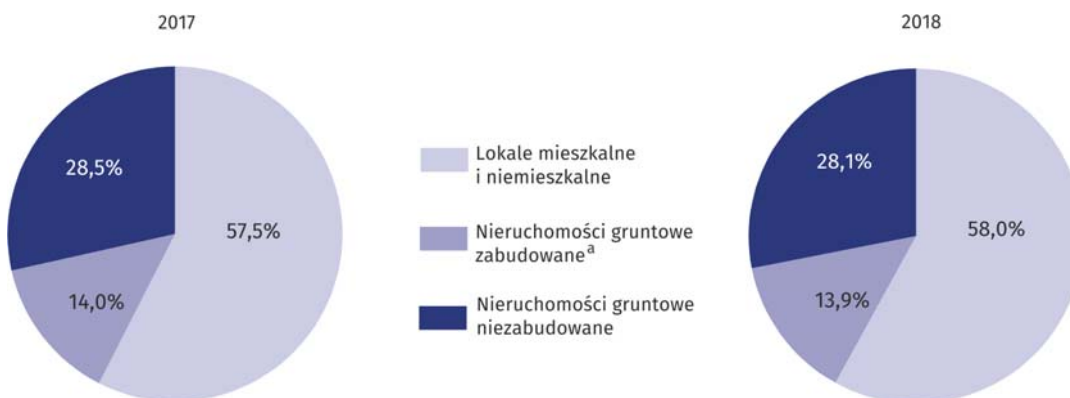 2017
2018
28,5%
57,5%
14,0%
Lokale mieszkalne
i niemieszkalne
Nieruchomości gruntowe
zabudowane^a
Nieruchomości gruntowe
niezabudowane
28,1%
58,0%
13,9%